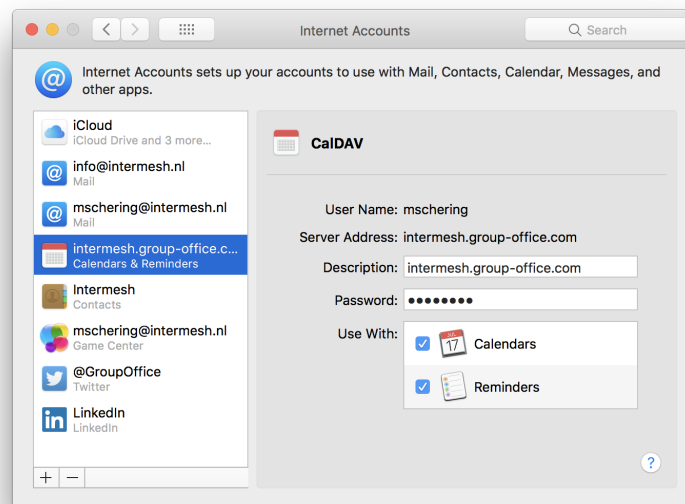 Internet Accounts
Search
Internet Accounts sets up your accounts to use with Mail, Contacts, Calendar, Messages, and
other apps.
iCloud
iCloud Drive and 3 more...
info@intermesh.nl
Mail
mschering@intermesh.nl
Mail
intermesh.group-office.c...
Calendars & Reminders
Intermesh
Contacts
mschering@intermesh.nl
Game Center
@GroupOffice
Twitter
LinkedIn
LinkedIn
CalDAV
User Name: mschering
Server Address: intermesh.group-office.com
Description: intermesh.group-office.com
Password: ●●●●●●●●
Use With:
JUL
17
Calendars
Reminders
+ −
?